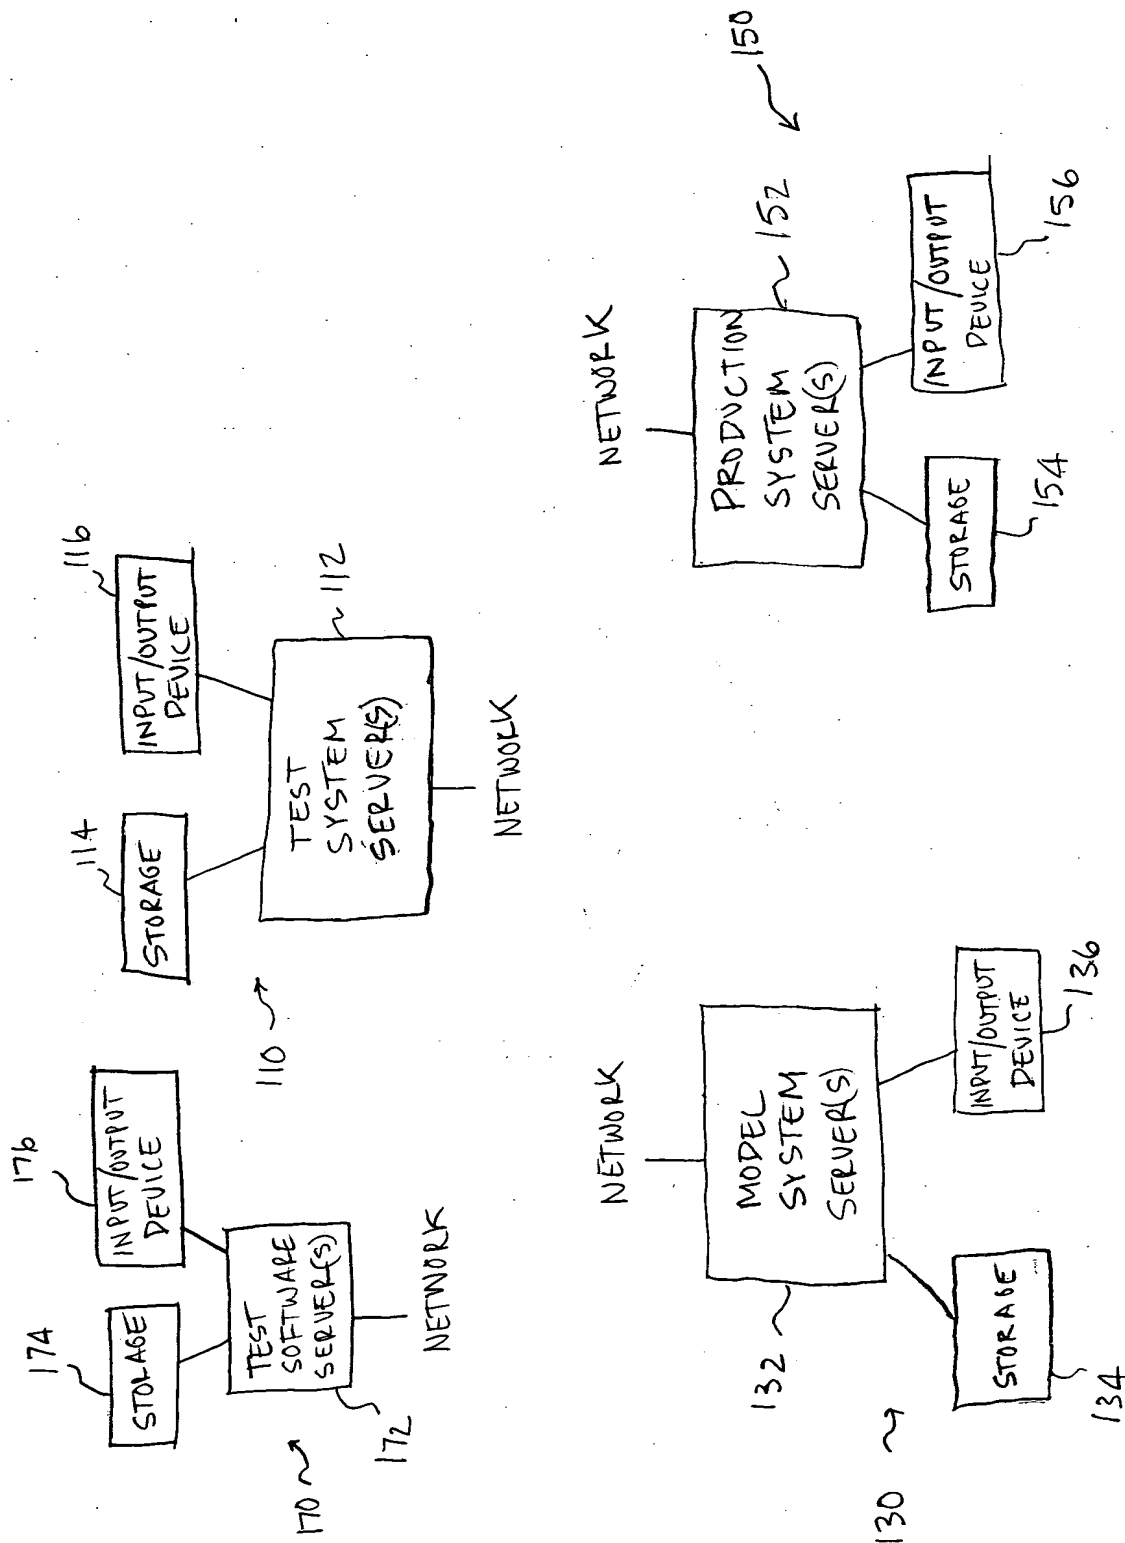 174
176
STORAGE
INPUT/OUTPUT
DEVICE
TEST
SOFTWARE
SERVER(S)
170
172
NETWORK
114
116
STORAGE
INPUT/OUTPUT
DEVICE
110
TEST
SYSTEM
SERVER(S)
112
NETWORK
NETWORK
132
MODEL
SYSTEM
SERVER(S)
130
STORAGE
134
INPUT/OUTPUT
DEVICE
136
NETWORK
150
PRODUCTION
SYSTEM
SERVER(S)
152
STORAGE
154
INPUT/OUTPUT
DEVICE
156